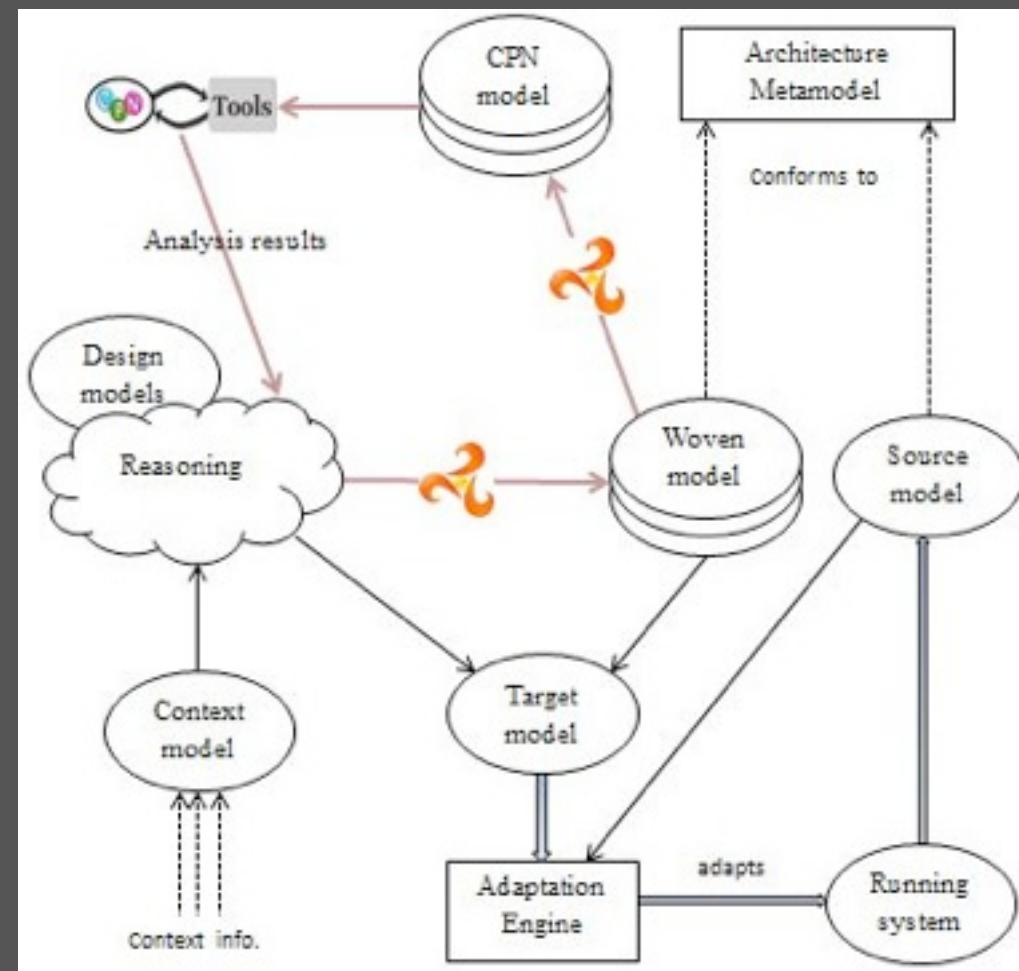 CPN
model
Architecture
Metamodel
CPN Tools
Conforms to
Analysis results
Design
models
Reasoning
Woven
model
Source
model
Context
model
Target
model
Adaptation
Engine
adapts
Running
system
Context info.